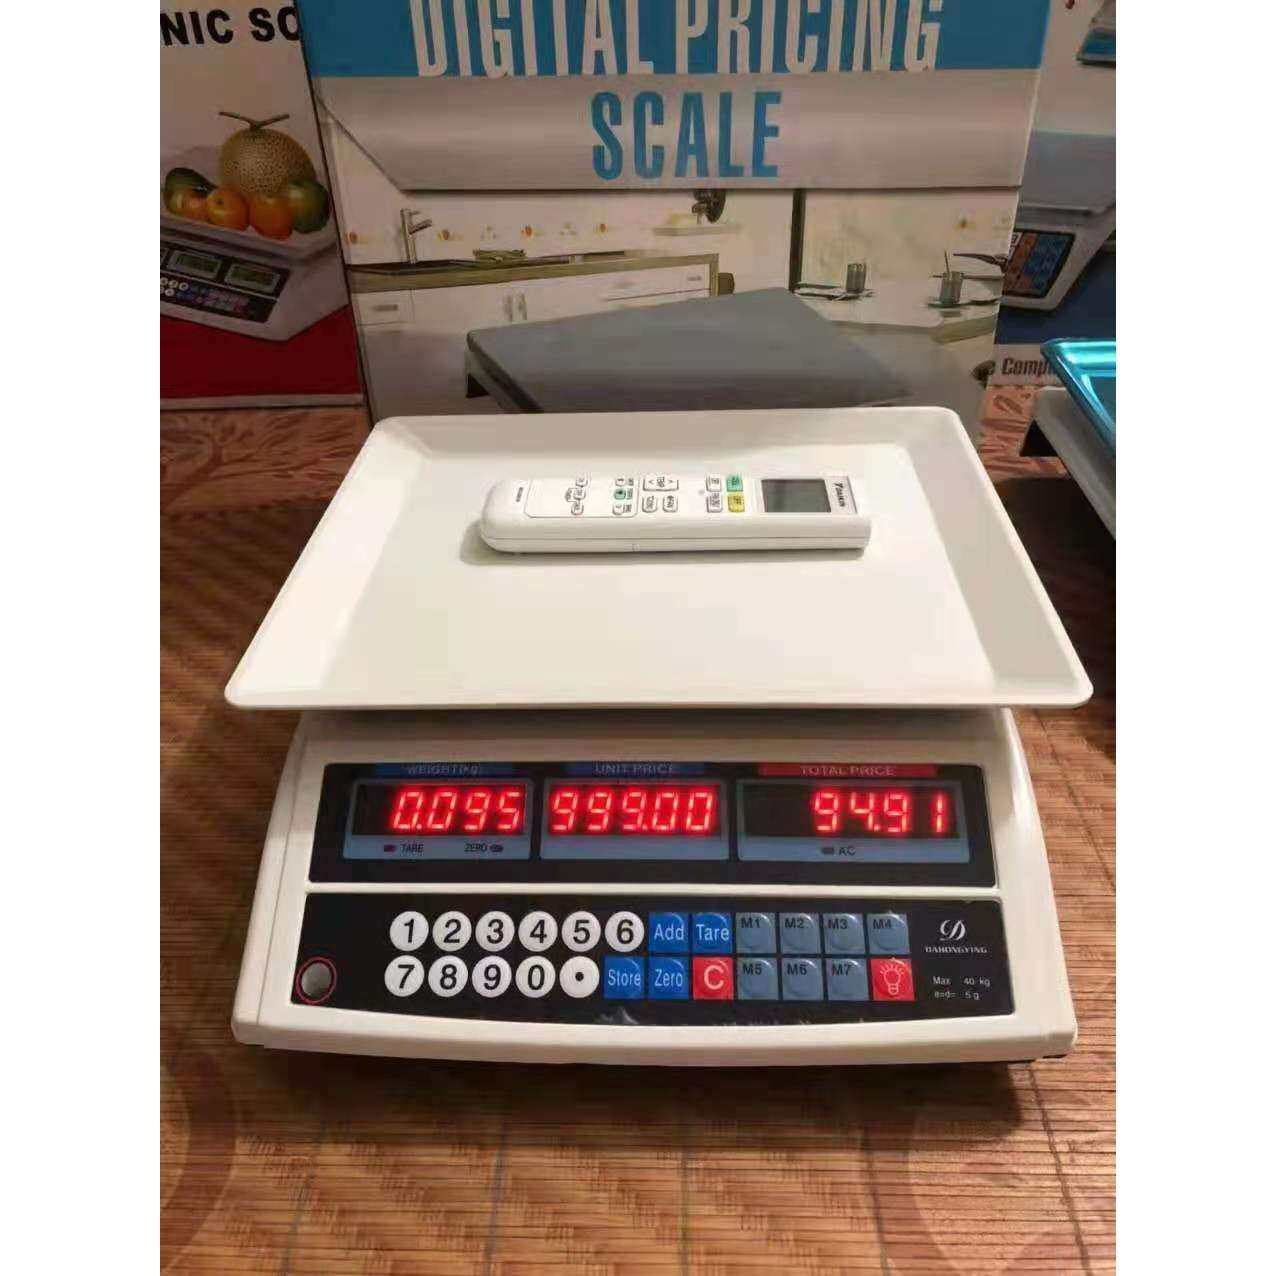 NIC SC
DIGITAL PRICING
SCALE
e Comp
DAIKIN
WEIGHT(kg) UNIT PRICE TOTAL PRICE
0.095 999.00 94.91
TARE ZERO AC
1 2 3 4 5 6 Add Tare M1 M2 M3 M4
7 8 9 0 • Store Zero C M5 M6 M7
DAHONGYING
Max 40 kg
e=d= 5 g